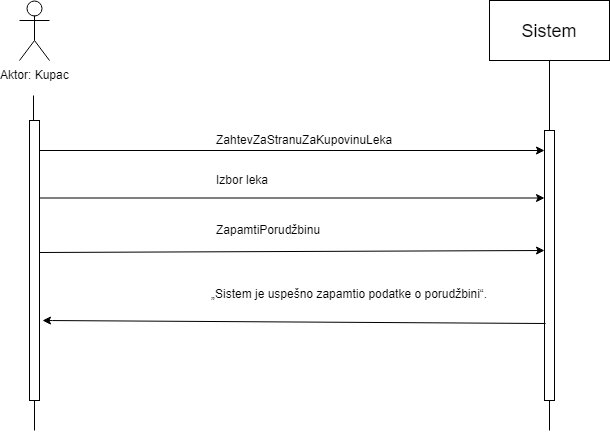 Sistem
Aktor: Kupac
ZahtevZaStranuZaKupovinuLeka
Izbor leka
ZapamtiPorudžbinu
„Sistem je uspešno zapamtio podatke o porudžbini“.